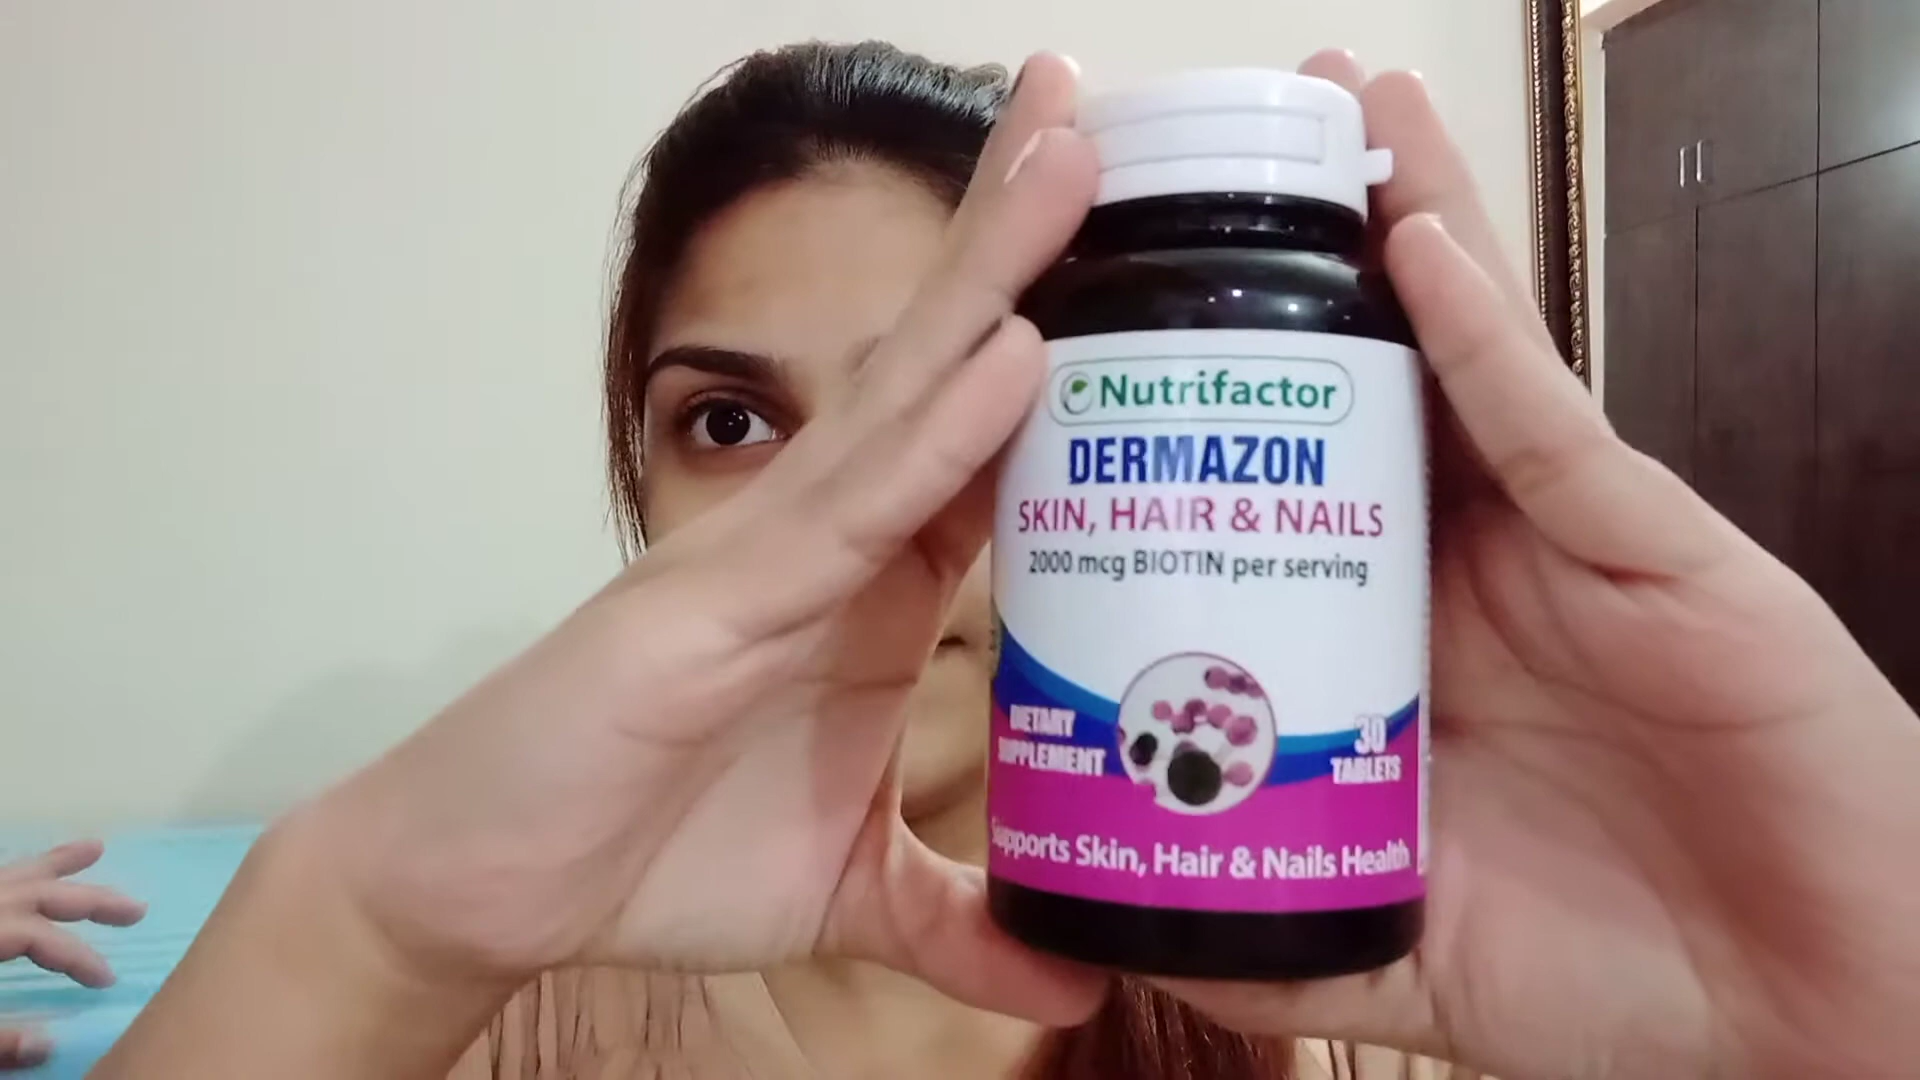 Nutrifactor
DERMAZON
SKIN, HAIR & NAILS
2000 mcg BIOTIN per serving
DIETARY
SUPPLEMENT
30
TABLETS
Supports Skin, Hair & Nails Health